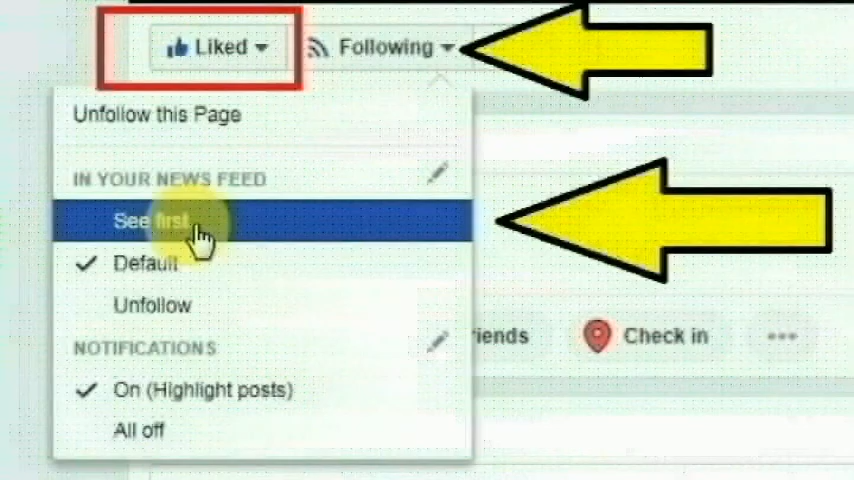 Liked Following
Unfollow this Page
IN YOUR NEWS FEED
See first
Default
Unfollow
riends Check in
NOTIFICATIONS
On (Highlight posts)
All off